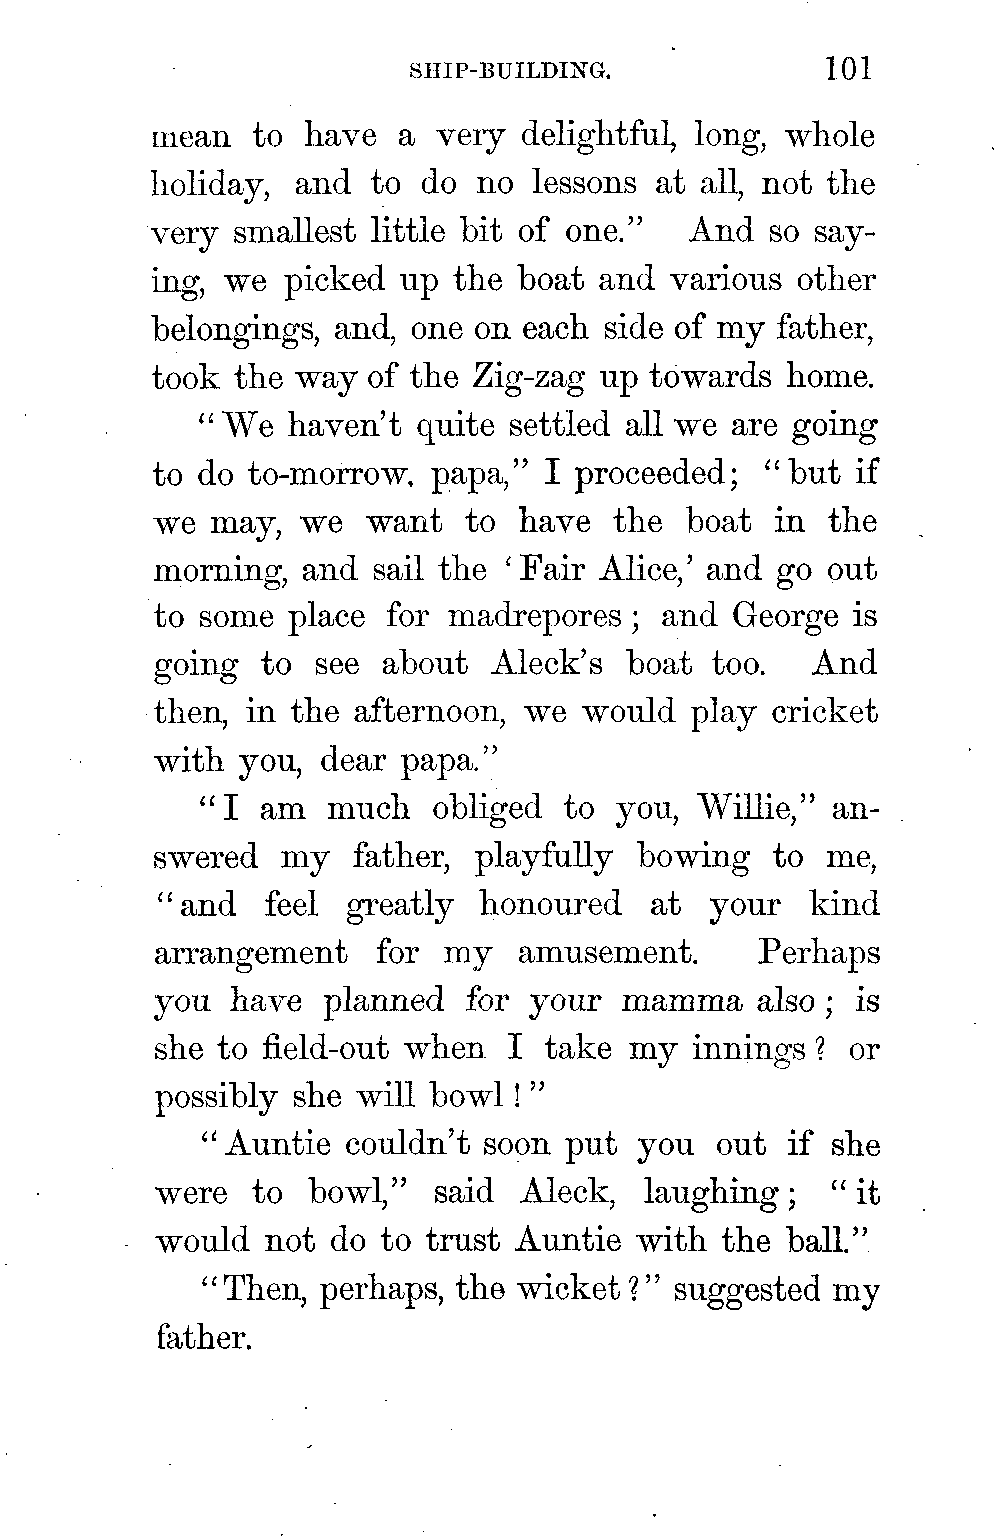 SHIP-BUILDING. 101
mean to have a very delightful, long, whole
holiday, and to do no lessons at all, not the
very smallest little bit of one.” And so say-
ing, we picked up the boat and various other
belongings, and, one on each side of my father,
took the way of the Zig-zag up towards home.
“We haven’t quite settled all we are going
to do to-morrow, papa,” I proceeded; “but if
we may, we want to have the boat in the
morning, and sail the ‘Fair Alice,’ and go out
to some place for madrepores; and George is
going to see about Aleck’s boat too. And
then, in the afternoon, we would play cricket
with you, dear papa.”
“I am much obliged to you, Willie,” an-
swered my father, playfully bowing to me,
“and feel greatly honoured at your kind
arrangement for my amusement. Perhaps
you have planned for your mamma also; is
she to field-out when I take my innings? or
possibly she will bowl!”
“Auntie couldn’t soon put you out if she
were to bowl,” said Aleck, laughing; “it
would not do to trust Auntie with the ball.”
“Then, perhaps, the wicket?” suggested my
father.